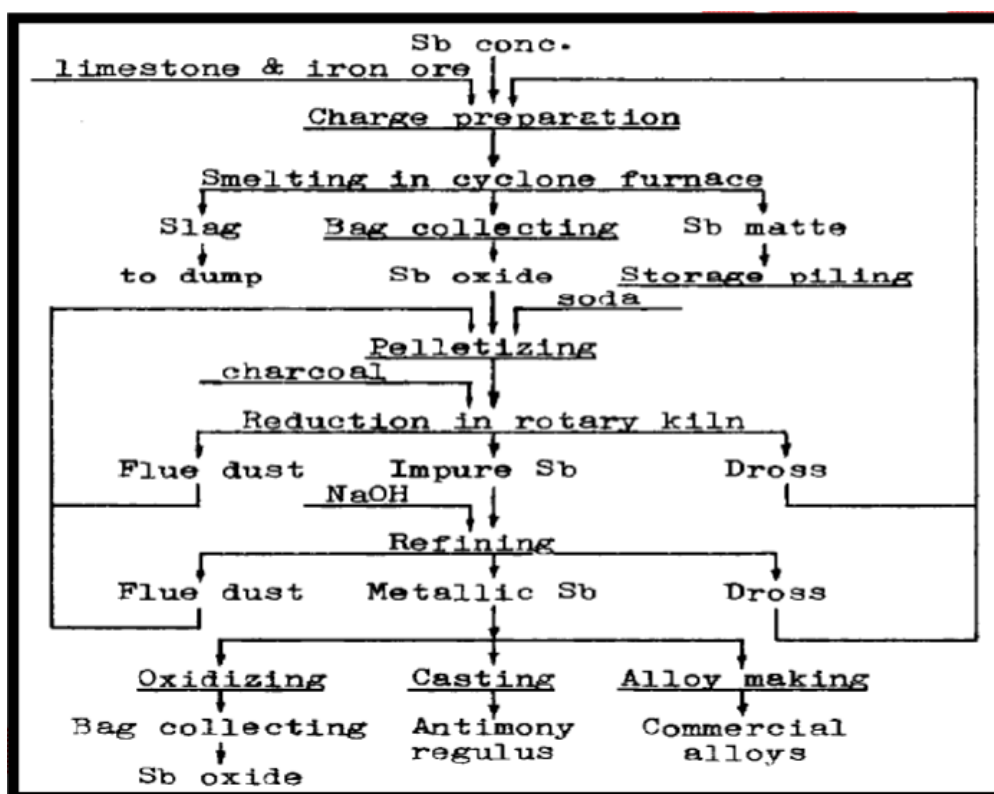 Sb conc.
limestone & iron ore
Charge preparation
Smelting in cyclone furnace
Slag Bag collecting Sb matte
to dump Sb oxide Storage piling
soda
Pelletizing
charcoal
Reduction in rotary kiln
Flue dust Impure Sb Dross
NaOH
Refining
Flue dust Metallic Sb Dross
Oxidizing Casting Alloy making
Bag collecting Antimony Commercial
regulus alloys
Sb oxide